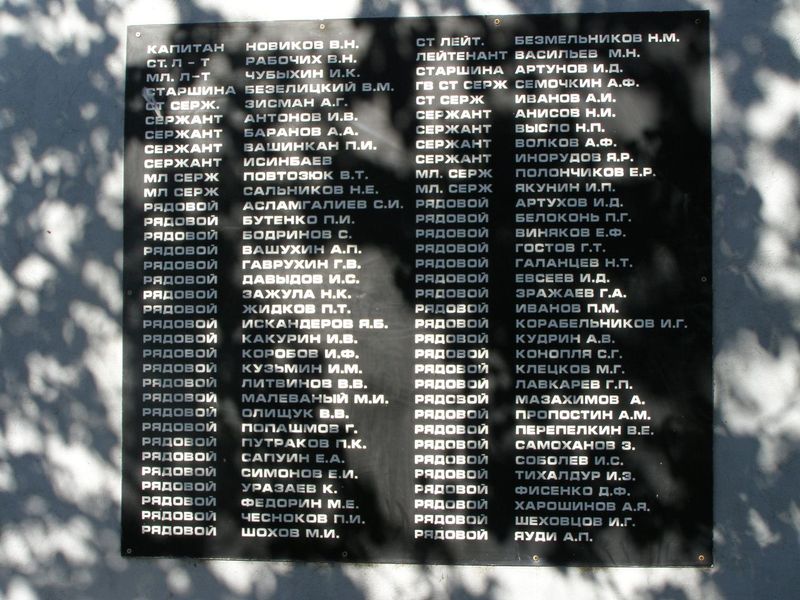 КАПИТАН НОВИКОВ В.Н.
СТ. Л - Т РАБОЧИХ В.Н.
МЛ. Л-Т ЧУБЫХИН И.К.
СТАРШИНА БЕЗЕЛИЦКИЙ В.М.
СТ СЕРЖ. ЗИСМАН А.Г.
СЕРЖАНТ АНТОНОВ И.В.
СЕРЖАНТ БАРАНОВ А.А.
СЕРЖАНТ ВАШИНКАН П.И.
СЕРЖАНТ ИСИНБАЕВ
МЛ СЕРЖ ПОВТОЗЮК В.Т.
МЛ СЕРЖ САЛЬНИКОВ Н.Е.
РЯДОВОЙ АСЛАМГАЛИЕВ С.И.
РЯДОВОЙ БУТЕНКО П.И.
РЯДОВОЙ БОДРИНОВ С.
РЯДОВОЙ ВАШУХИН А.П.
РЯДОВОЙ ГАВРУХИН Г.В.
РЯДОВОЙ ДАВЫДОВ И.С.
РЯДОВОЙ ЗАЖУЛА Н.К.
РЯДОВОЙ ЖИДКОВ П.Т.
РЯДОВОЙ ИСКАНДЕРОВ Я.Б.
РЯДОВОЙ КАКУРИН И.В.
РЯДОВОЙ КОРОБОВ И.Ф.
РЯДОВОЙ КУЗЬМИН И.М.
РЯДОВОЙ ЛИТВИНОВ В.В.
РЯДОВОЙ МАЛЕВАНЫЙ М.И.
РЯДОВОЙ ОЛИЩУК В.В.
РЯДОВОЙ ПОПАШМОВ Г.
РЯДОВОЙ ПУТРАКОВ П.К.
РЯДОВОЙ САПУИН Е.А.
РЯДОВОЙ СИМОНОВ Е.И.
РЯДОВОЙ УРАЗАЕВ К.
РЯДОВОЙ ФЕДОРИН М.Е.
РЯДОВОЙ ЧЕСНОКОВ П.И.
РЯДОВОЙ ШОХОВ М.И.
СТ ЛЕЙТ. БЕЗМЕЛЬНИКОВ Н.М.
ЛЕЙТЕНАНТ ВАСИЛЬЕВ М.Н.
СТАРШИНА АРТУНОВ И.Д.
ГВ СТ СЕРЖ СЕМОЧКИН А.Ф.
СТ СЕРЖ ИВАНОВ А.И.
СЕРЖАНТ АНИСОВ Н.И.
СЕРЖАНТ ВЫСЛО Н.П.
СЕРЖАНТ ВОЛКОВ А.Ф.
СЕРЖАНТ ИНОРУДОВ Я.Р.
МЛ. СЕРЖ ПОЛОНЧИКОВ Е.Р.
МЛ. СЕРЖ ЯКУНИН И.П.
РЯДОВОЙ АРТУХОВ И.Д.
РЯДОВОЙ БЕЛОКОНЬ П.Г.
РЯДОВОЙ ВИНЯКОВ Е.Ф.
РЯДОВОЙ ГОСТОВ Г.Т.
РЯДОВОЙ ГАЛАНЦЕВ Н.Т.
РЯДОВОЙ ЕВСЕЕВ И.Д.
РЯДОВОЙ ЗРАЖАЕВ Г.А.
РЯДОВОЙ ИВАНОВ П.М.
РЯДОВОЙ КОРАБЕЛЬНИКОВ И.Г.
РЯДОВОЙ КУДРИН А.В.
РЯДОВОЙ КОНОПЛЯ С.Г.
РЯДОВОЙ КЛЕЦКОВ М.Г.
РЯДОВОЙ ЛАВКАРЕВ Г.П.
РЯДОВОЙ МАЗАХИМОВ А.
РЯДОВОЙ ПРОПОСТИН А.М.
РЯДОВОЙ ПЕРЕПЕЛКИН В.Е.
РЯДОВОЙ САМОХАНОВ З.
РЯДОВОЙ СОБОЛЕВ И.С.
РЯДОВОЙ ТИХАЛДУР И.З.
РЯДОВОЙ ФИСЕНКО Д.Ф.
РЯДОВОЙ ХАРОШИНОВ А.Я.
РЯДОВОЙ ШЕХОВЦОВ И.Г.
РЯДОВОЙ ЯУДИ А.П.